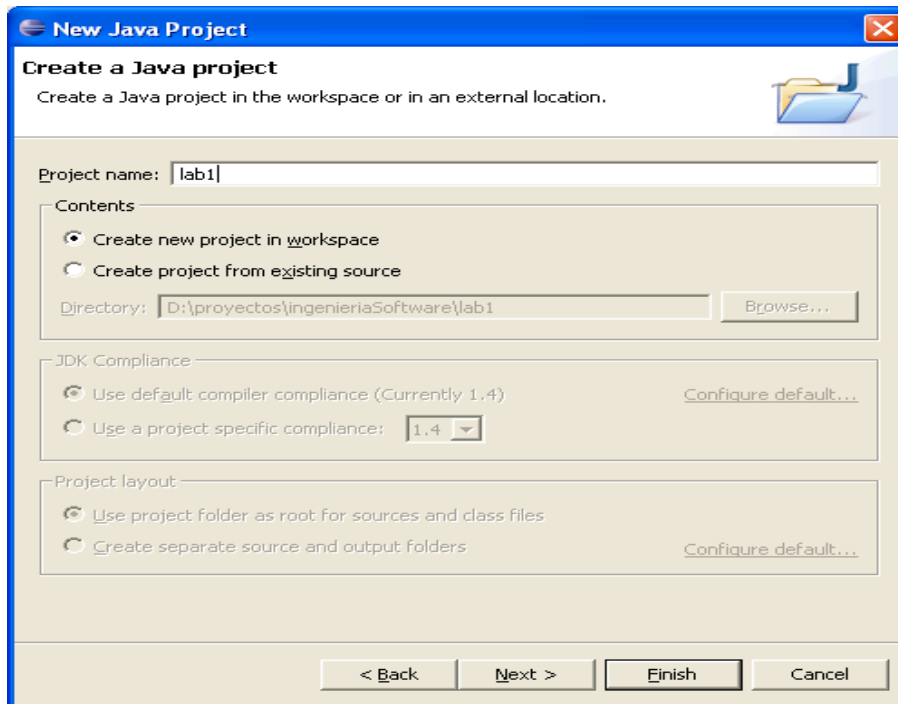 New Java Project
Create a Java project
Create a Java project in the workspace or in an external location.
Project name: lab1
Contents
Create new project in workspace
Create project from existing source
Directory: D:\proyectos\ingenieriaSoftware\lab1 Browse...
JDK Compliance
Use default compiler compliance (Currently 1.4) Configure default...
Use a project specific compliance: 1.4
Project layout
Use project folder as root for sources and class files
Create separate source and output folders Configure default...
< Back Next > Finish Cancel